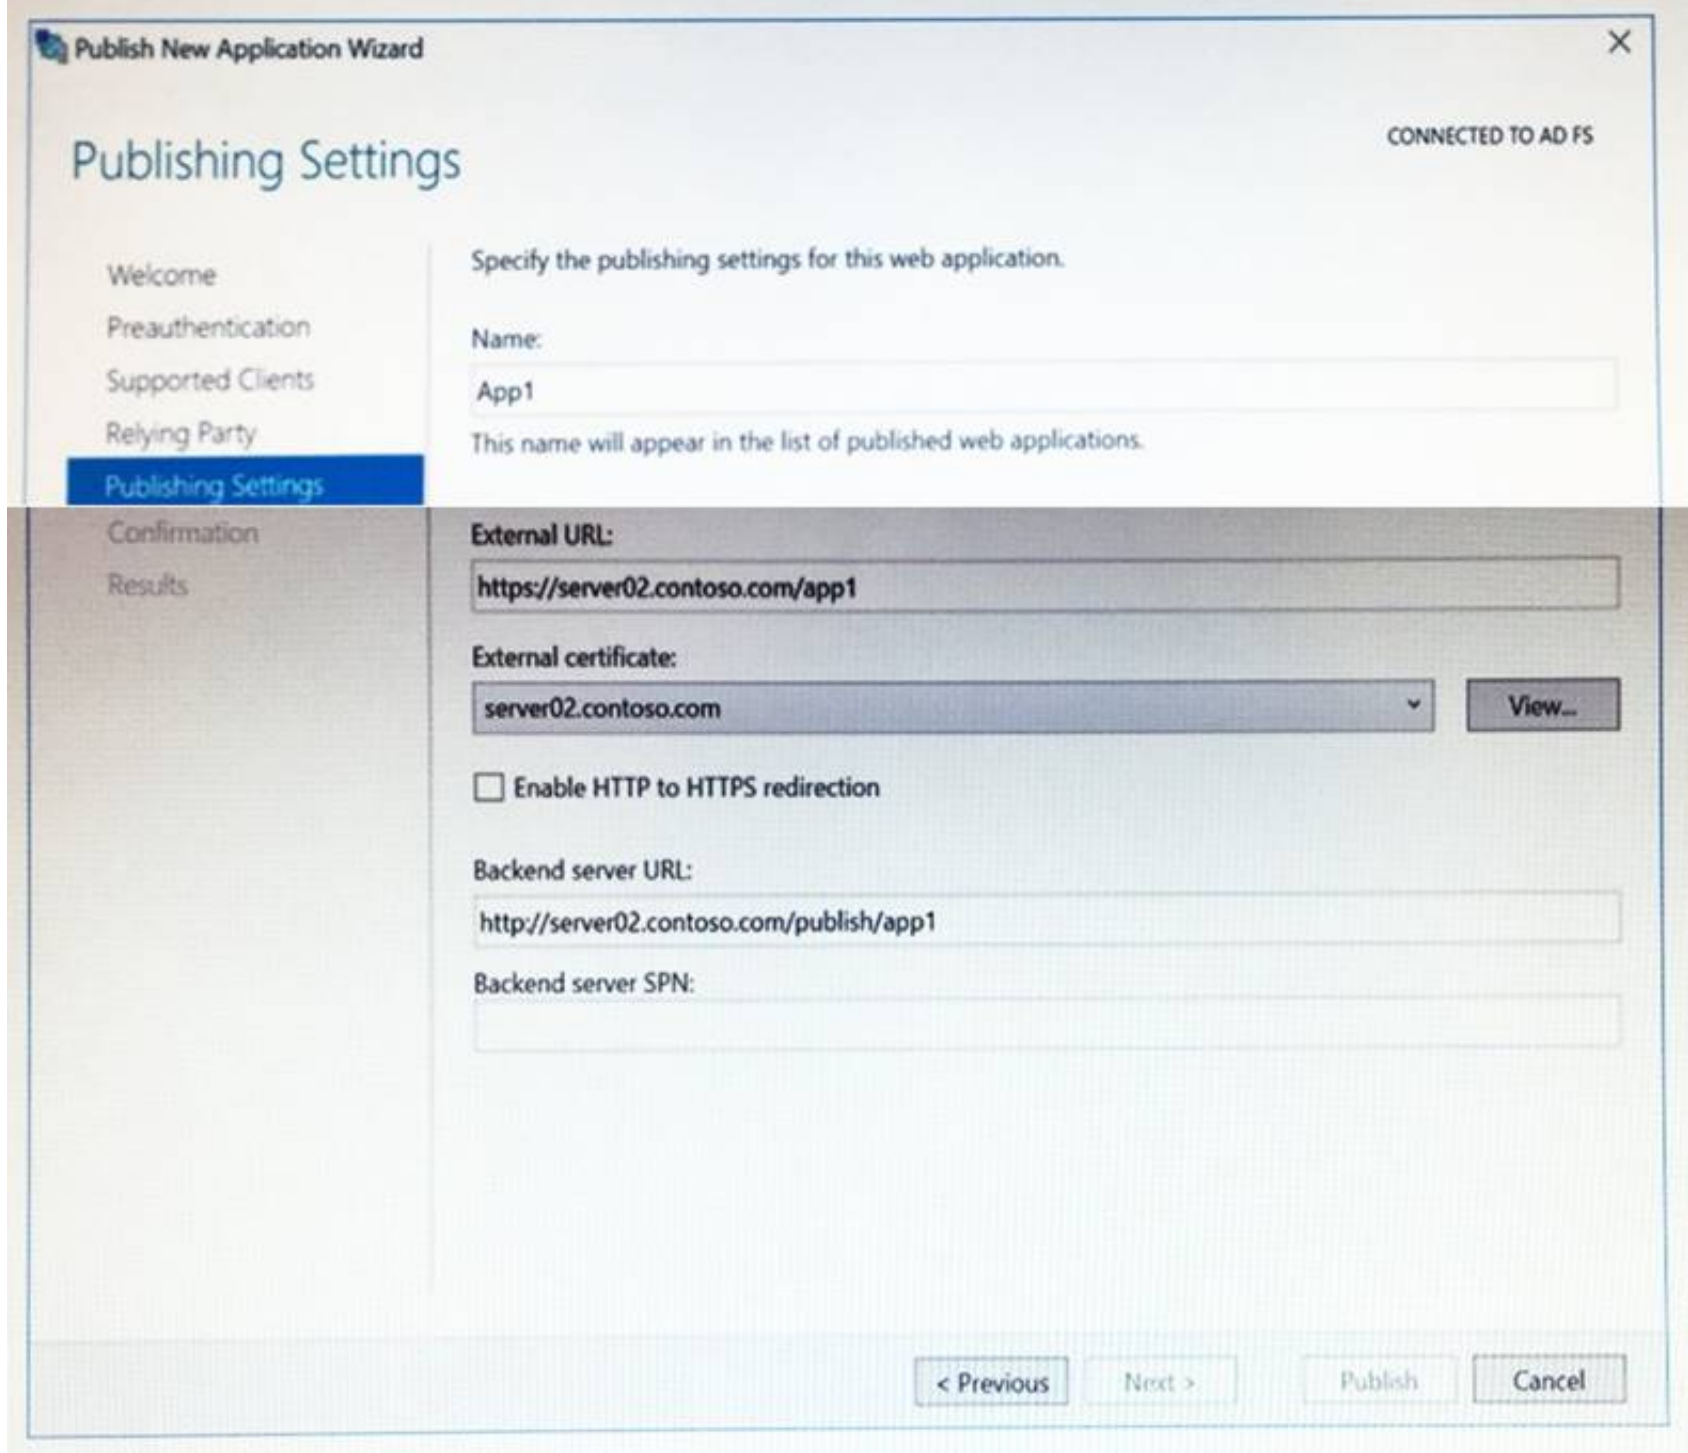 Publish New Application Wizard
CONNECTED TO AD FS
Publishing Settings
Welcome
Preauthentication
Supported Clients
Relying Party
Publishing Settings
Confirmation
Results
Specify the publishing settings for this web application.
Name:
App1
This name will appear in the list of published web applications.
External URL:
https://server02.contoso.com/app1
External certificate:
server02.contoso.com
View...
Enable HTTP to HTTPS redirection
Backend server URL:
http://server02.contoso.com/publish/app1
Backend server SPN:
< Previous
Next >
Publish
Cancel